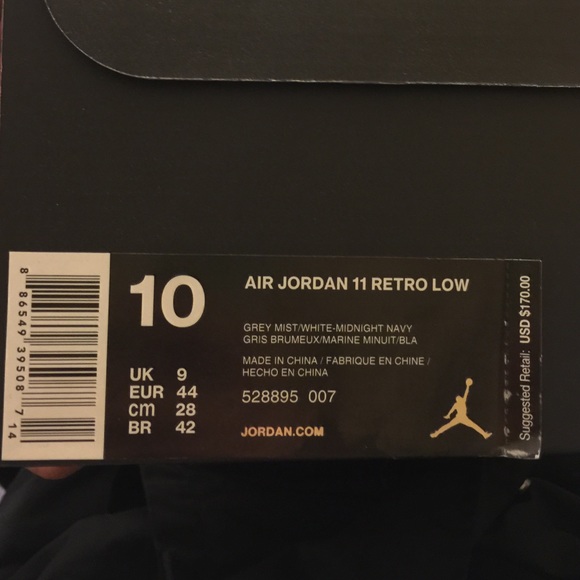 8 86549 39508 7 14
10
UK 9
EUR 44
cm 28
BR 42
AIR JORDAN 11 RETRO LOW
GREY MIST/WHITE-MIDNIGHT NAVY
GRIS BRUMEUX/MARINE MINUIT/BLA
MADE IN CHINA / FABRIQUE EN CHINE /
HECHO EN CHINA
528895 007
JORDAN.COM
Suggested Retail: USD $170.00